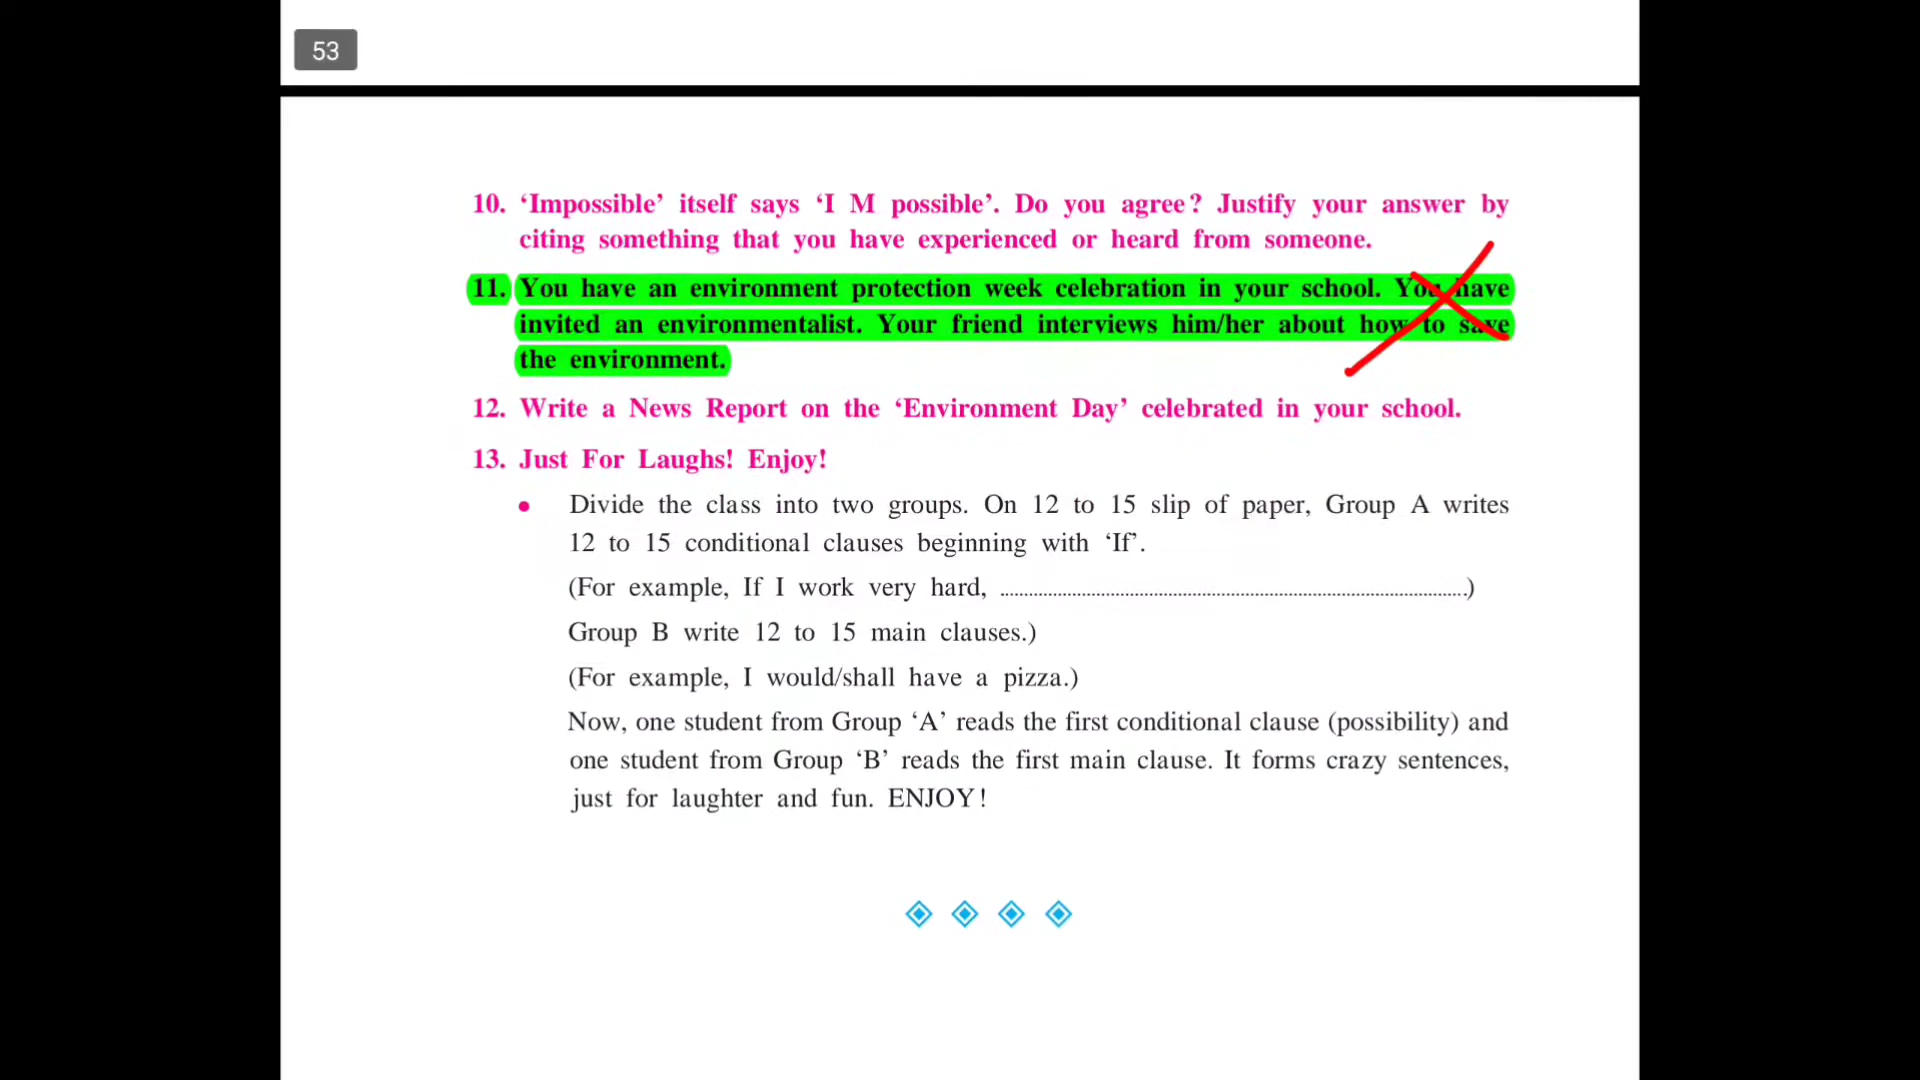 53
10. ‘Impossible’ itself says ‘I M possible’. Do you agree? Justify your answer by
citing something that you have experienced or heard from someone.
11. You have an environment protection week celebration in your school. You have
invited an environmentalist. Your friend interviews him/her about how to save
the environment.
12. Write a News Report on the ‘Environment Day’ celebrated in your school.
13. Just For Laughs! Enjoy!
• Divide the class into two groups. On 12 to 15 slip of paper, Group A writes
12 to 15 conditional clauses beginning with ‘If’.
(For example, If I work very hard, ....................................................................................)
Group B write 12 to 15 main clauses.)
(For example, I would/shall have a pizza.)
Now, one student from Group ‘A’ reads the first conditional clause (possibility) and
one student from Group ‘B’ reads the first main clause. It forms crazy sentences,
just for laughter and fun. ENJOY!